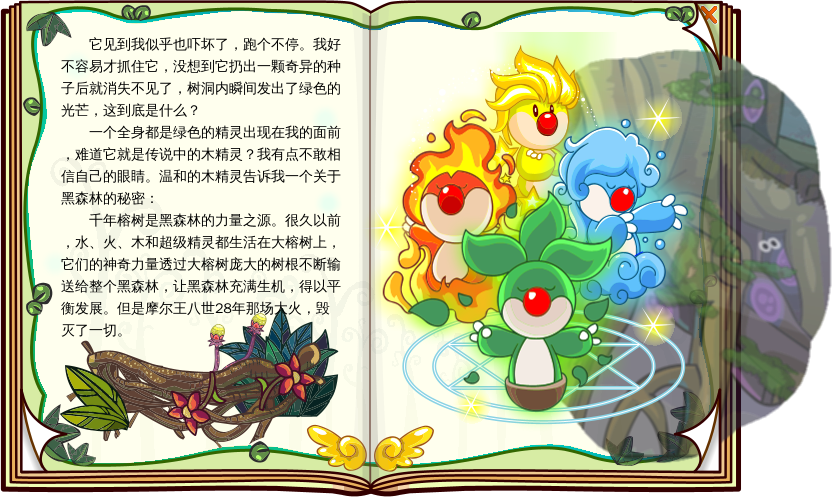 它见到我似乎也吓坏了，跑个不停。我好
不容易才抓住它，没想到它扔出一颗奇异的种
子后就消失不见了，树洞内瞬间发出了绿色的
光芒，这到底是什么？
一个全身都是绿色的精灵出现在我的面前
，难道它就是传说中的木精灵？我有点不敢相
信自己的眼睛。温和的木精灵告诉我一个关于
黑森林的秘密：
千年榕树是黑森林的力量之源。很久以前
，水、火、木和超级精灵都生活在大榕树上，
它们的神奇力量透过大榕树庞大的树根不断输
送给整个黑森林，让黑森林充满生机，得以平
衡发展。但是摩尔王八世28年那场大火，毁
灭了一切。